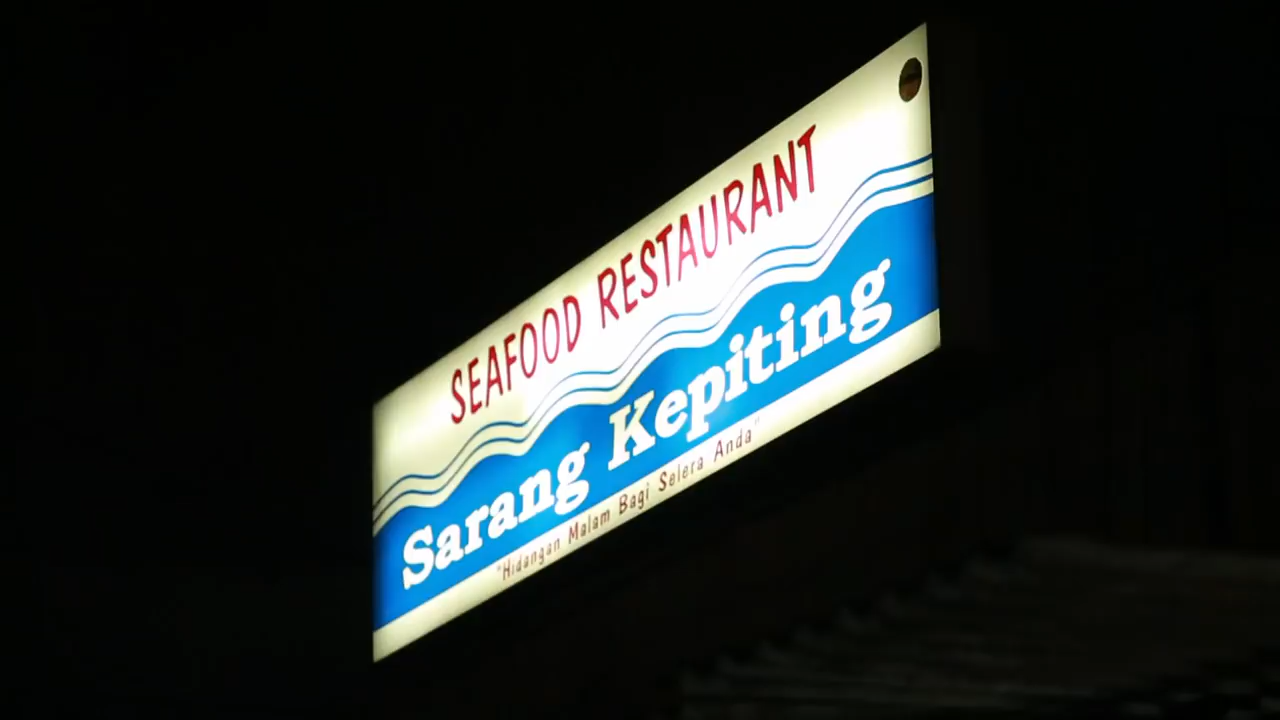 SEAFOOD RESTAURANT
Sarang Kepiting
"Hidangan Malam Bagi Selera Anda"